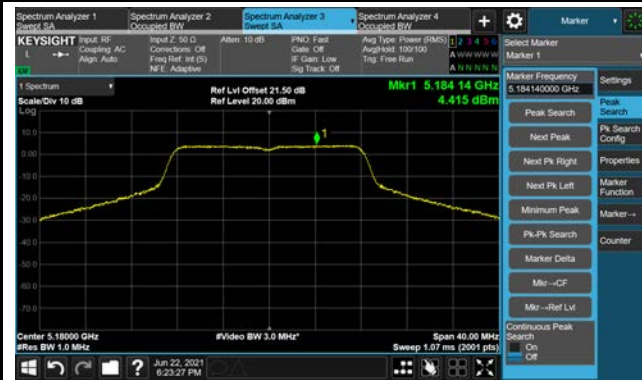 Spectrum Analyzer 1
Swept SA
Spectrum Analyzer 2
Occupied BW
Spectrum Analyzer 3
Swept SA
Spectrum Analyzer 4
Occupied BW
+
Marker
KEYSIGHT
L
Input: RF
Coupling: AC
Align: Auto
Input Z: 50 Ω
Corrections: Off
Freq Ref: Int (S)
NFE: Adaptive
Atten: 10 dB
PNO: Fast
Gate: Off
IF Gain: Low
Sig Track: Off
Avg Type: Power (RMS)
Avg|Hold: 100/100
Trig: Free Run
1 2 3 4 5 6
A W W W W W
A N N N N N
Select Marker
Marker 1
1 Spectrum
Scale/Div 10 dB
Log
Ref Lvl Offset 21.50 dB
Ref Level 20.00 dBm
Mkr1 5.184 14 GHz
4.415 dBm
1
10.0
0.00
-10.0
-20.0
-30.0
-40.0
-50.0
-60.0
-70.0
Center 5.18000 GHz
#Res BW 1.0 MHz
#Video BW 3.0 MHz*
Span 40.00 MHz
Sweep 1.07 ms (2001 pts)
Marker Frequency
5.184140000 GHz
Peak Search
Next Peak
Next Pk Right
Next Pk Left
Minimum Peak
Pk-Pk Search
Marker Delta
Mkr→CF
Mkr→Ref Lvl
Continuous Peak
Search
On
Off
Settings
Peak
Search
Pk Search
Config
Properties
Marker
Function
Marker→
Counter
?
Jun 22, 2021
6:23:27 PM